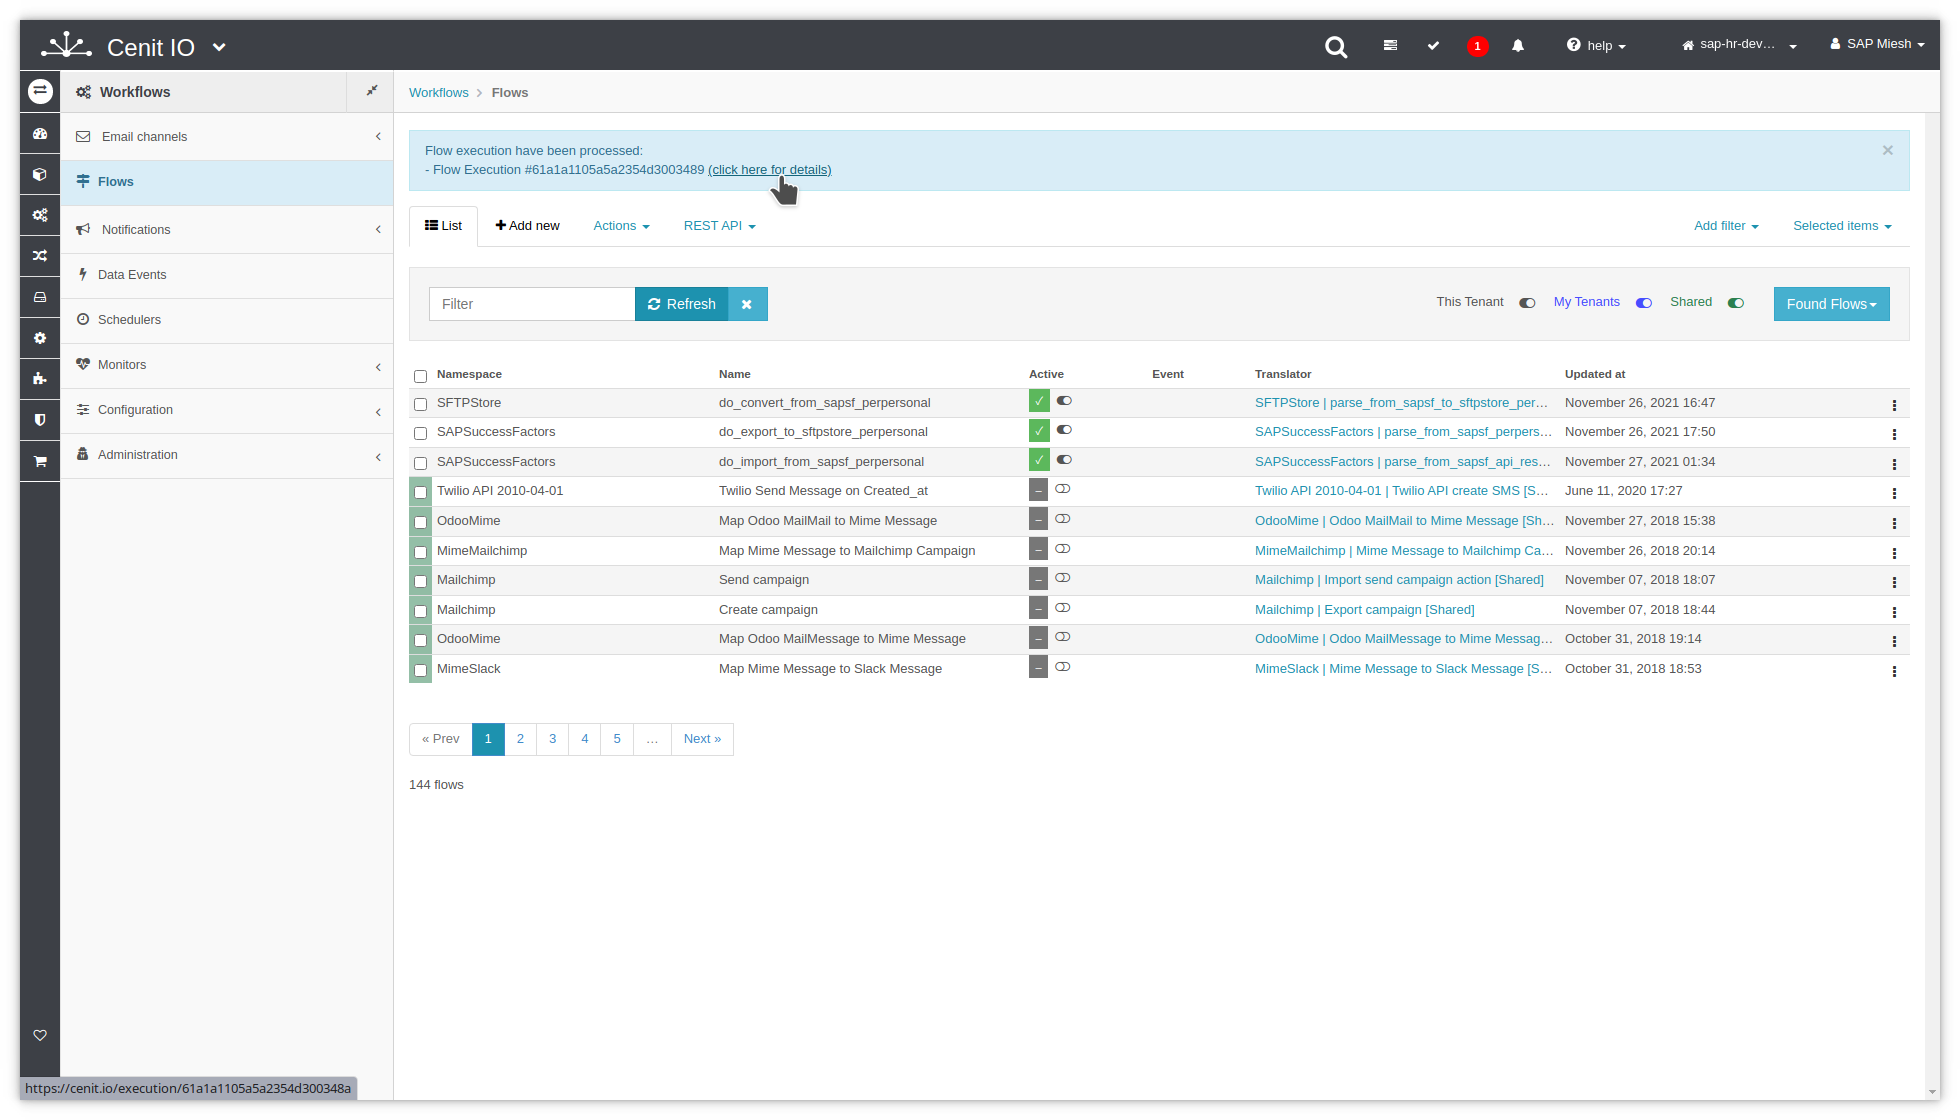 Cenit IO
1
help
sap-hr-dev...
SAP Miesh
Workflows
Workflows > Flows
Email channels
Flows
Notifications
Data Events
Schedulers
Monitors
Configuration
Administration
Flow execution have been processed:
- Flow Execution #61a1a1105a5a2354d3003489 (click here for details)
×
List
Add new
Actions
REST API
Add filter
Selected items
Filter
Refresh
This Tenant
My Tenants
Shared
Found Flows
Namespace Name Active Event Translator Updated at
SFTPStore do_convert_from_sapsf_perpersonal ✓ SFTPStore | parse_from_sapsf_to_sftpstore_per... November 26, 2021 16:47
SAPSuccessFactors do_export_to_sftpstore_perpersonal ✓ SAPSuccessFactors | parse_from_sapsf_perpers... November 26, 2021 17:50
SAPSuccessFactors do_import_from_sapsf_perpersonal ✓ SAPSuccessFactors | parse_from_sapsf_api_res... November 27, 2021 01:34
Twilio API 2010-04-01 Twilio Send Message on Created_at – Twilio API 2010-04-01 | Twilio API create SMS [S... June 11, 2020 17:27
OdooMime Map Odoo MailMail to Mime Message – OdooMime | Odoo MailMail to Mime Message [Sh... November 27, 2018 15:38
MimeMailchimp Map Mime Message to Mailchimp Campaign – MimeMailchimp | Mime Message to Mailchimp Ca... November 26, 2018 20:14
Mailchimp Send campaign – Mailchimp | Import send campaign action [Shared] November 07, 2018 18:07
Mailchimp Create campaign – Mailchimp | Export campaign [Shared] November 07, 2018 18:44
OdooMime Map Odoo MailMessage to Mime Message – OdooMime | Odoo MailMessage to Mime Messag... October 31, 2018 19:14
MimeSlack Map Mime Message to Slack Message – MimeSlack | Mime Message to Slack Message [S... October 31, 2018 18:53
« Prev 1 2 3 4 5 ... Next »
144 flows
https://cenit.io/execution/61a1a1105a5a2354d300348a